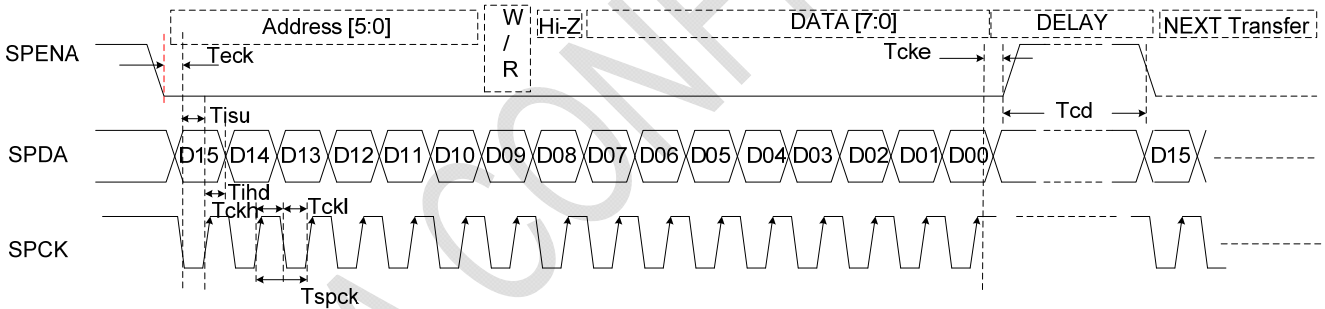 Address [5:0]
W
/
R
Hi-Z
DATA [7:0]
DELAY
NEXT Transfer
SPENA
Teck
Tcke
Tisu
Tcd
SPDA
D15
D14
D13
D12
D11
D10
D09
D08
D07
D06
D05
D04
D03
D02
D01
D00
D15
Tihd
Tckh
Tckl
SPCK
Tspck